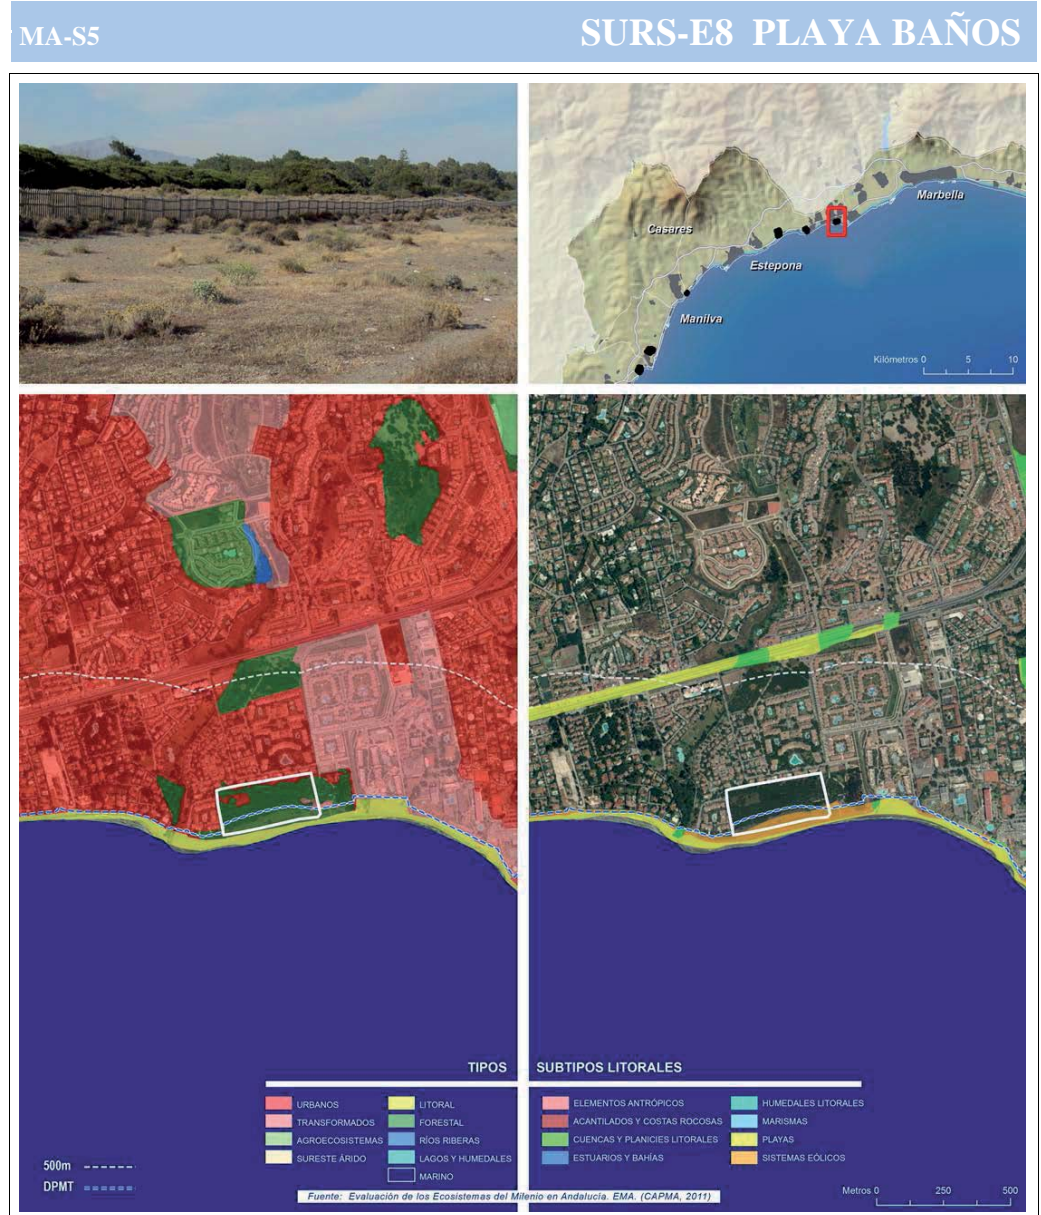 MA-S5
SURS-E8 PLAYA BAÑOS
Casares
Marbella
Estepona
Manilva
Kilómetros 0 5 10
TIPOS
URBANOS
TRANSFORMADOS
AGROECOSISTEMAS
SURESTE ÁRIDO
LITORAL
FORESTAL
RÍOS RIBERAS
LAGOS Y HUMEDALES
MARINO
SUBTIPOS LITORALES
ELEMENTOS ANTRÓPICOS
ACANTILADOS Y COSTAS ROCOSAS
CUENCAS Y PLANICIES LITORALES
ESTUARIOS Y BAHÍAS
HUMEDALES LITORALES
MARISMAS
PLAYAS
SISTEMAS EÓLICOS
500m
DPMT
Fuente: Evaluación de los Ecosistemas del Milenio en Andalucía. EMA. (CAPMA, 2011)
Metros 0 250 500